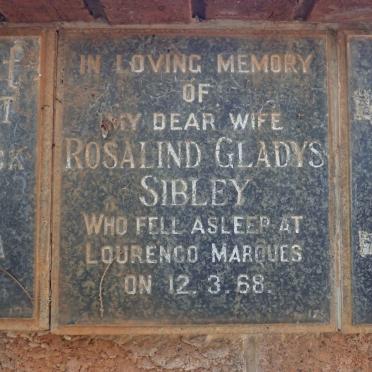 IN LOVING MEMORY
OF
MY DEAR WIFE
ROSALIND GLADYS
SIBLEY
WHO FELL ASLEEP AT
LOURENCO MARQUES
ON 12. 3. 68.